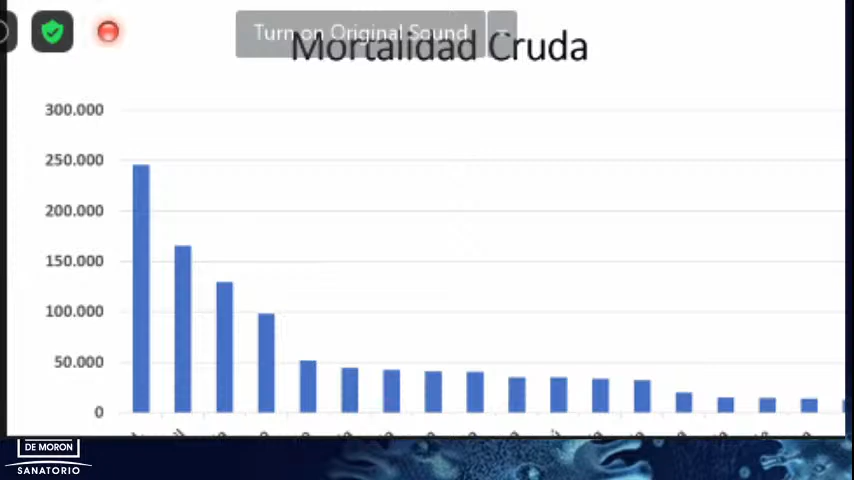 Turn on Original Sound
Mortalidad Cruda
300.000
250.000
200.000
150.000
100.000
50.000
0
DE MORON
SANATORIO